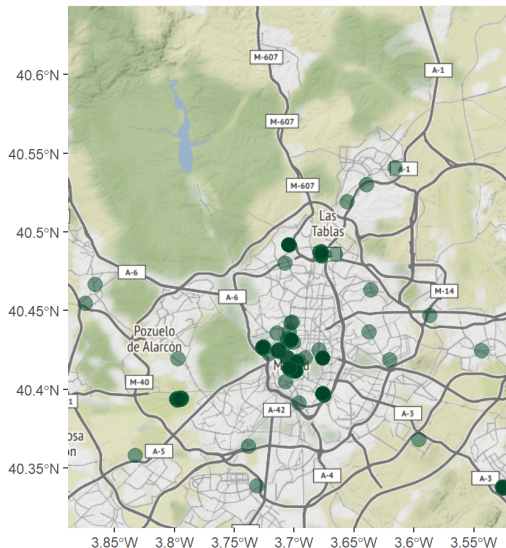 40.6°N
40.55°N
40.5°N
40.45°N
40.4°N
40.35°N
M-607
A-1
M-607
A-1
M-607
Las
Tablas
A-6
M-14
A-6
Pozuelo
de Alarcón
M-40
A-42
A-3
A-5
A-4
A-3
3.85°W
3.8°W
3.75°W
3.7°W
3.65°W
3.6°W
3.55°W